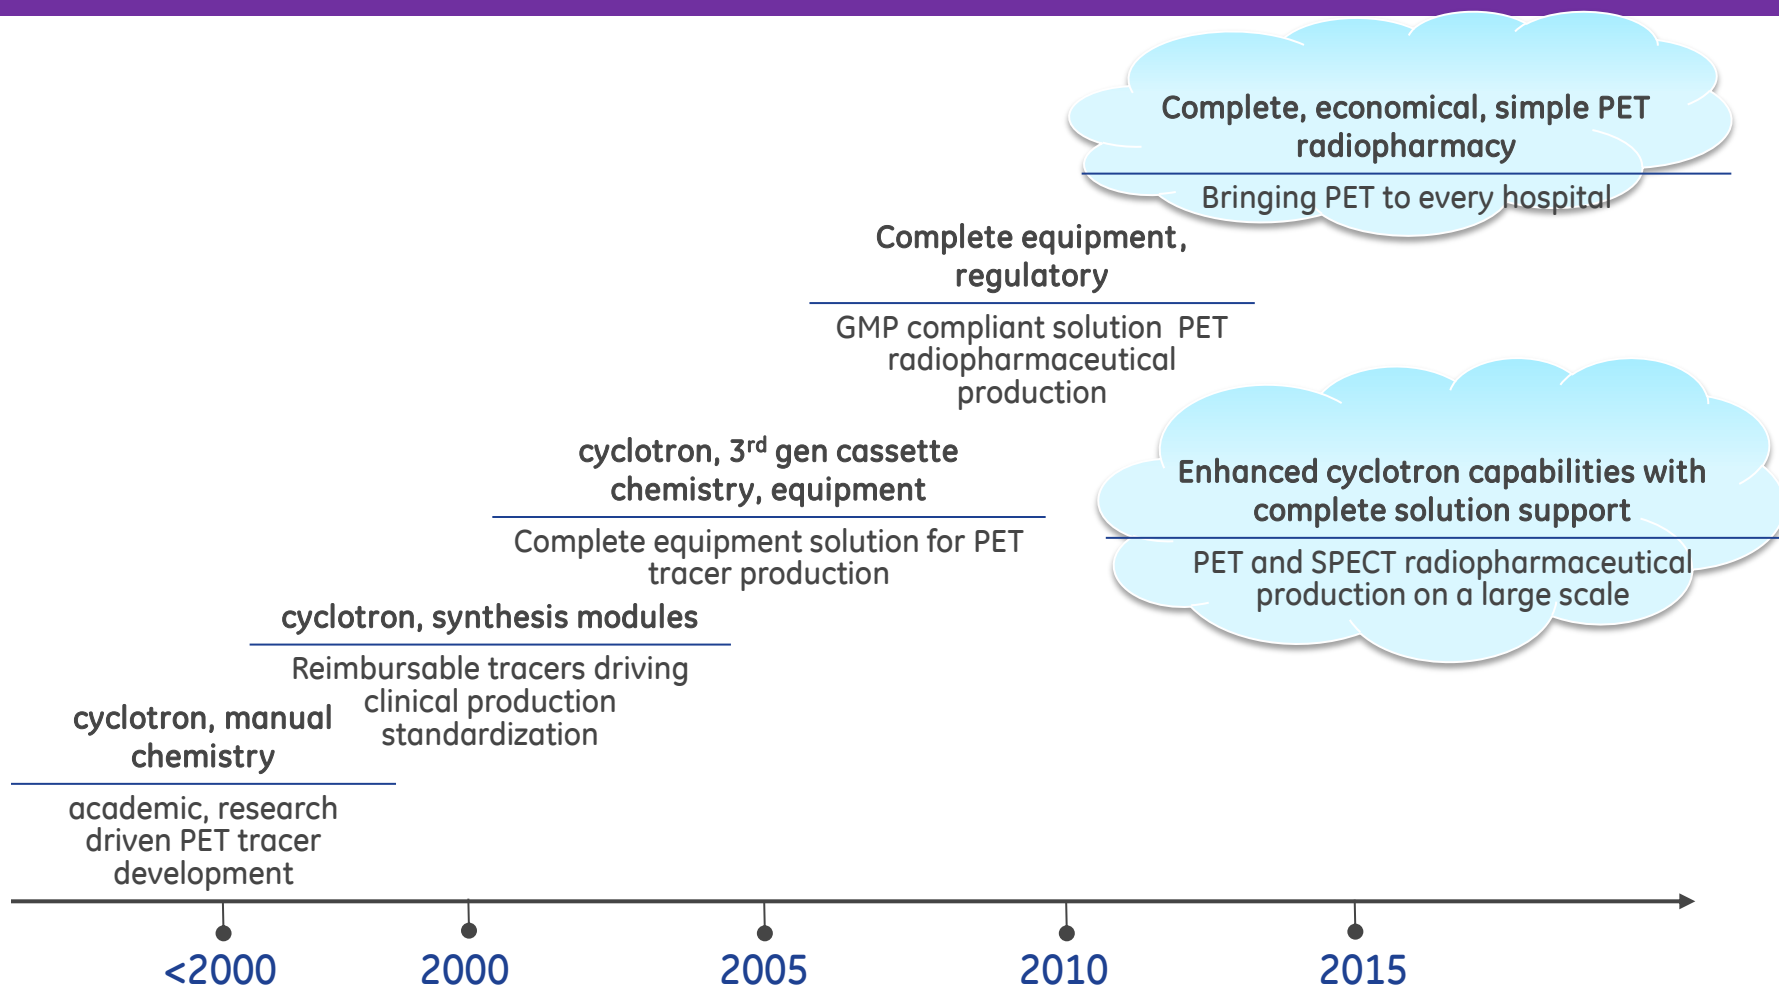 Complete, economical, simple PET
radiopharmacy
Bringing PET to every hospital
Complete equipment,
regulatory
GMP compliant solution  PET
radiopharmaceutical
production
cyclotron, 3rd gen cassette
chemistry, equipment
Complete equipment solution for PET
tracer production
Enhanced cyclotron capabilities with
complete solution support
PET and SPECT radiopharmaceutical
production on a large scale
cyclotron, synthesis modules
Reimbursable tracers driving
clinical production
standardization
cyclotron, manual
chemistry
academic, research
driven PET tracer
development
<2000
2000
2005
2010
2015